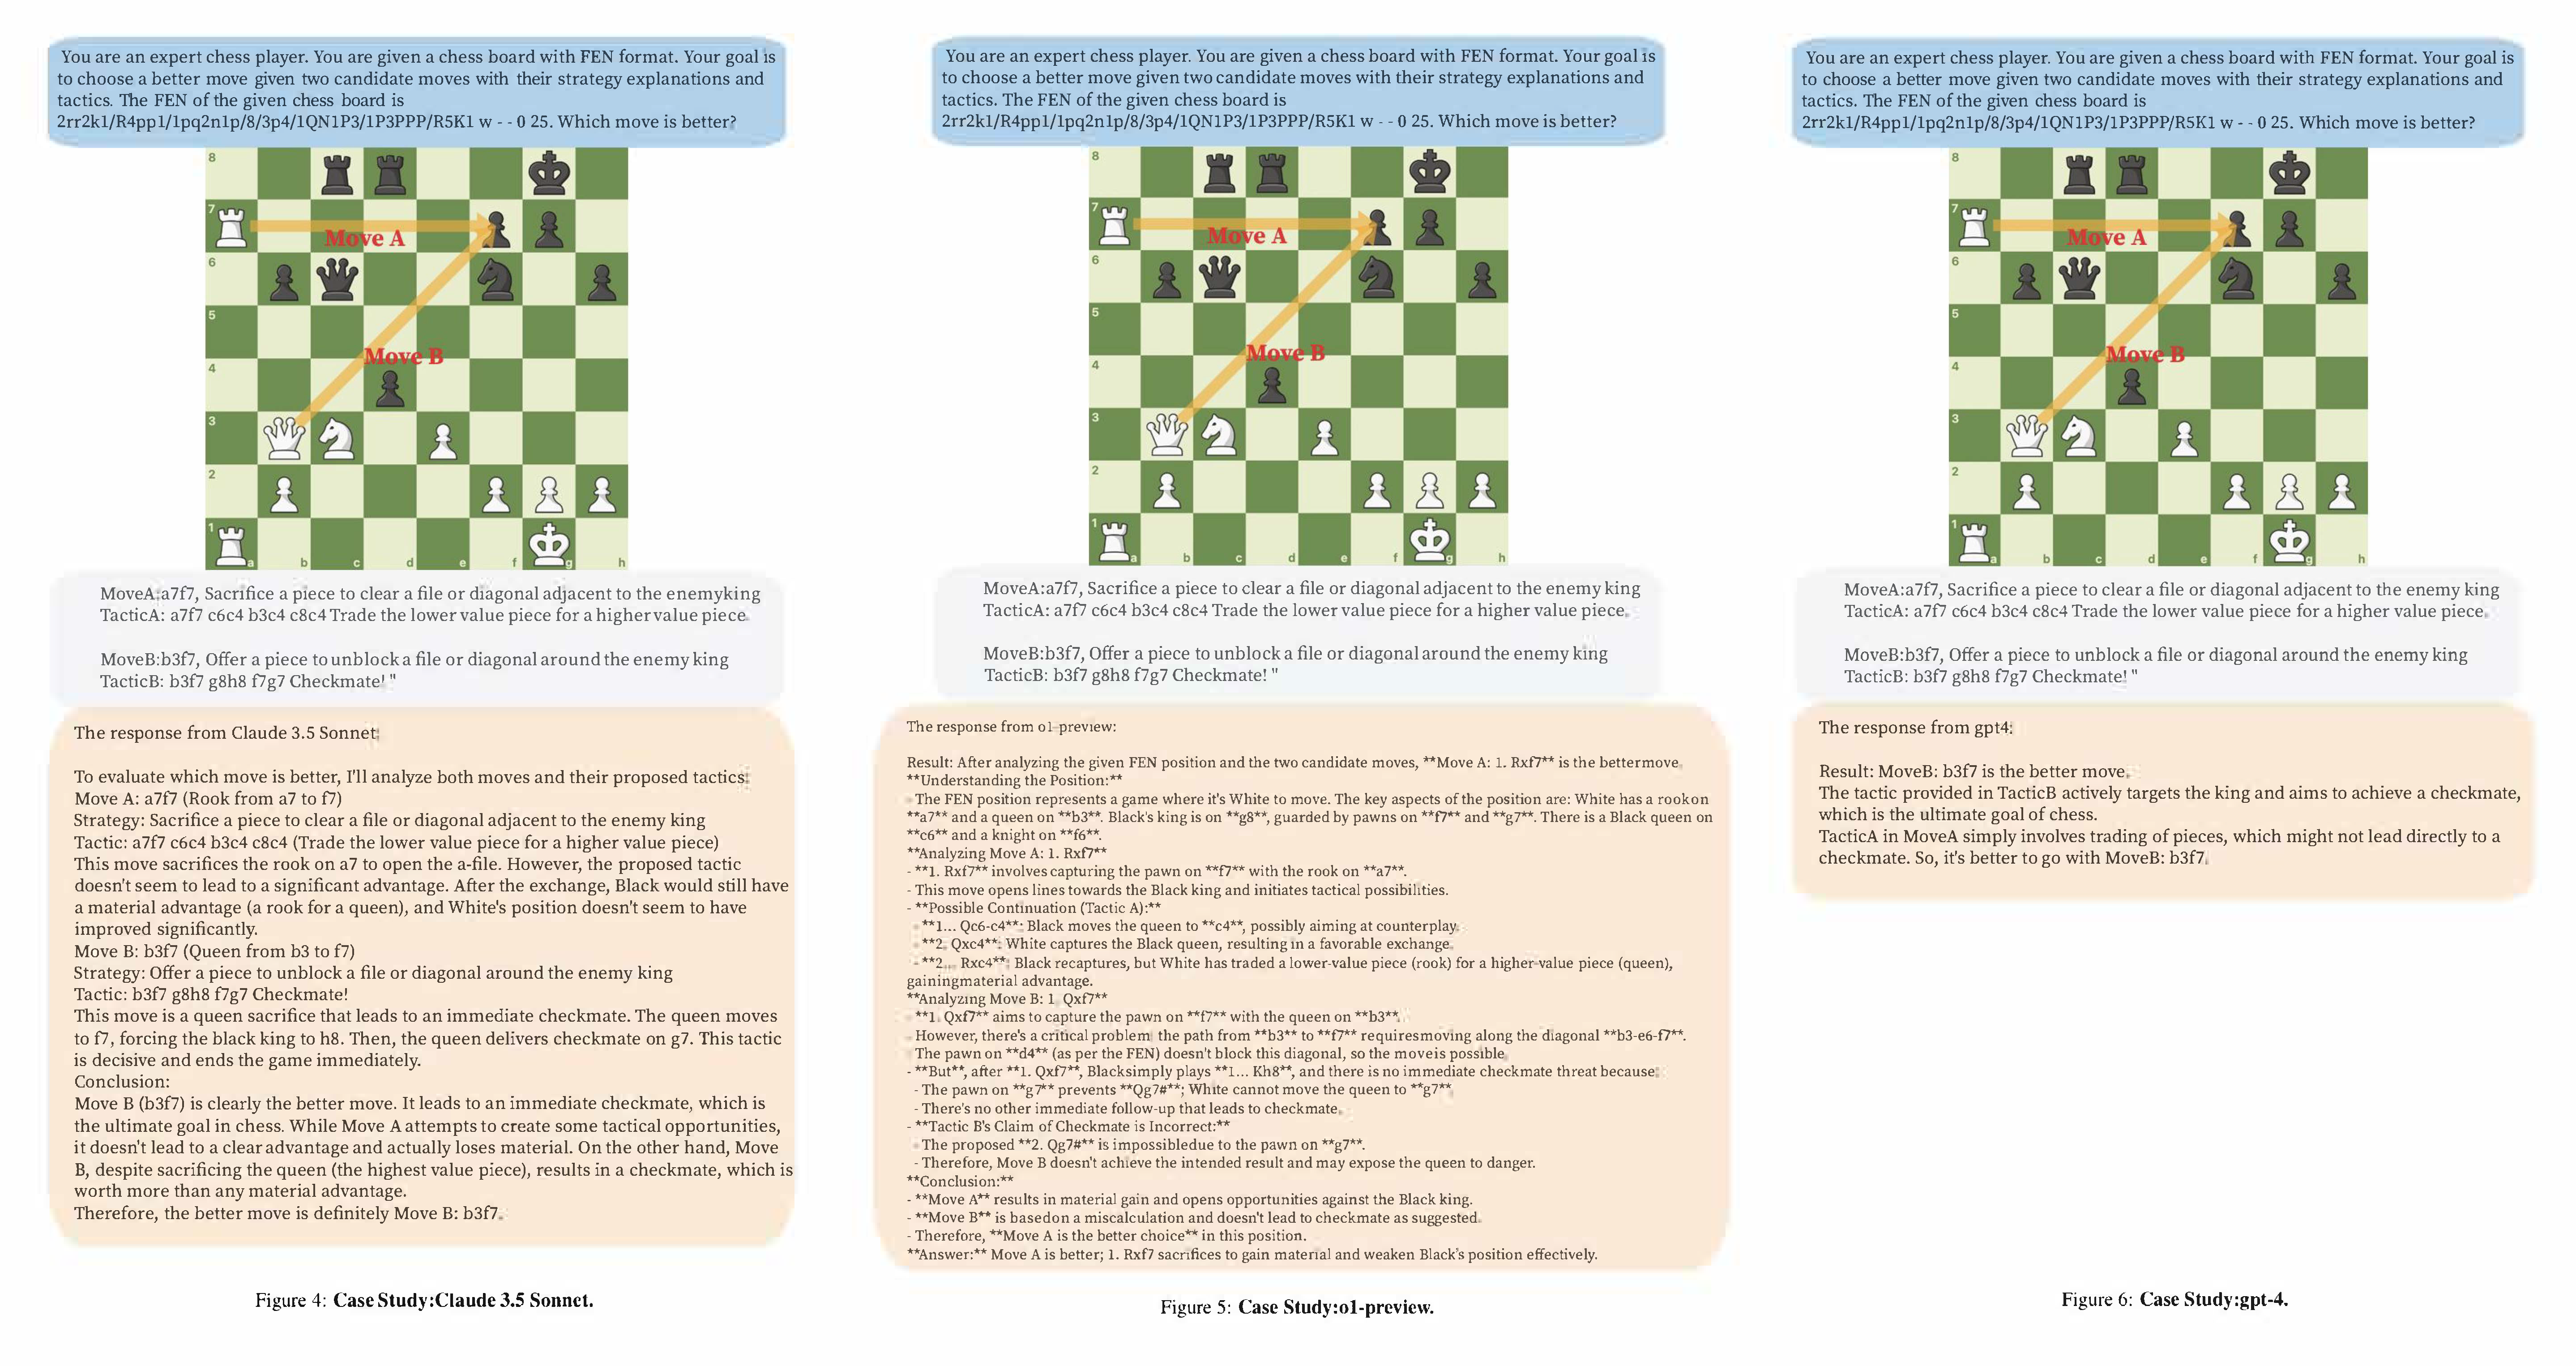 You are an expert chess player. You are given a chess board with FEN format. Your goal is
to choose a better move given two candidate moves with their strategy explanations and
tactics. The FEN of the given chess board is
2rr2k1/R4pp1/1pq2n1p/8/3p4/1QN1P3/1P3PPP/R5K1 w - - 0 25. Which move is better?
8
7
6
5
4
3
2
1
a
b
c
d
e
f
g
h
Move A
Move B
MoveA:a7f7, Sacrifice a piece to clear a file or diagonal adjacent to the enemyking
TacticA: a7f7 c6c4 b3c4 c8c4 Trade the lower value piece for a higher value piece.
MoveB:b3f7, Offer a piece to unblock a file or diagonal around the enemy king
TacticB: b3f7 g8h8 f7g7 Checkmate! "
The response from Claude 3.5 Sonnet:
To evaluate which move is better, I'll analyze both moves and their proposed tactics:
Move A: a7f7 (Rook from a7 to f7)
Strategy: Sacrifice a piece to clear a file or diagonal adjacent to the enemy king
Tactic: a7f7 c6c4 b3c4 c8c4 (Trade the lower value piece for a higher value piece)
This move sacrifices the rook on a7 to open the a-file. However, the proposed tactic
doesn't seem to lead to a significant advantage. After the exchange, Black would still have
a material advantage (a rook for a queen), and White's position doesn't seem to have
improved significantly.
Move B: b3f7 (Queen from b3 to f7)
Strategy: Offer a piece to unblock a file or diagonal around the enemy king
Tactic: b3f7 g8h8 f7g7 Checkmate!
This move is a queen sacrifice that leads to an immediate checkmate. The queen moves
to f7, forcing the black king to h8. Then, the queen delivers checkmate on g7. This tactic
is decisive and ends the game immediately.
Conclusion:
Move B (b3f7) is clearly the better move. It leads to an immediate checkmate, which is
the ultimate goal in chess. While Move A attempts to create some tactical opportunities,
it doesn't lead to a clear advantage and actually loses material. On the other hand, Move
B, despite sacrificing the queen (the highest value piece), results in a checkmate, which is
worth more than any material advantage.
Therefore, the better move is definitely Move B: b3f7.
Figure 4: Case Study:Claude 3.5 Sonnet.
You are an expert chess player. You are given a chess board with FEN format. Your goal is
to choose a better move given two candidate moves with their strategy explanations and
tactics. The FEN of the given chess board is
2rr2k1/R4pp1/1pq2n1p/8/3p4/1QN1P3/1P3PPP/R5K1 w - - 0 25. Which move is better?
8
7
6
5
4
3
2
1
a
b
c
d
e
f
g
h
Move A
Move B
MoveA:a7f7, Sacrifice a piece to clear a file or diagonal adjacent to the enemy king
TacticA: a7f7 c6c4 b3c4 c8c4 Trade the lower value piece for a higher value piece.
MoveB:b3f7, Offer a piece to unblock a file or diagonal around the enemy king
TacticB: b3f7 g8h8 f7g7 Checkmate! "
The response from o1-preview:
Result: After analyzing the given FEN position and the two candidate moves, **Move A: 1. Rxf7** is the bettermove.
**Understanding the Position:**
- The FEN position represents a game where it's White to move. The key aspects of the position are: White has a rook on
**a7** and a queen on **b3**. Black's king is on **g8**, guarded by pawns on **f7** and **g7**. There is a Black queen on
**c6** and a knight on **f6**.
**Analyzing Move A: 1. Rxf7**
- **1. Rxf7** involves capturing the pawn on **f7** with the rook on **a7**.
- This move opens lines towards the Black king and initiates tactical possibilities.
- **Possible Continuation (Tactic A):**
- **1... Qc6-c4**: Black moves the queen to **c4**, possibly aiming at counterplay.
- **2. Qxc4**: White captures the Black queen, resulting in a favorable exchange.
- **2... Rxc4**: Black recaptures, but White has traded a lower-value piece (rook) for a higher-value piece (queen),
gainingmaterial advantage.
**Analyzing Move B: 1. Qxf7**
- **1. Qxf7** aims to capture the pawn on **f7** with the queen on **b3**.
- However, there's a critical problem: the path from **b3** to **f7** requiresmoving along the diagonal **b3-e6-f7**.
The pawn on **d4** (as per the FEN) doesn't block this diagonal, so the moveis possible.
- **But**, after **1. Qxf7**, Blacksimply plays **1... Kh8**, and there is no immediate checkmate threat because:
- The pawn on **g7** prevents **Qg7#**; White cannot move the queen to **g7**.
- There's no other immediate follow-up that leads to checkmate.
- **Tactic B's Claim of Checkmate is Incorrect:**
- The proposed **2. Qg7#** is impossibledue to the pawn on **g7**.
- Therefore, Move B doesn't achieve the intended result and may expose the queen to danger.
**Conclusion:**
- **Move A** results in material gain and opens opportunities against the Black king.
- **Move B** is basedon a miscalculation and doesn't lead to checkmate as suggested.
- Therefore, **Move A is the better choice** in this position.
**Answer:** Move A is better; 1. Rxf7 sacrifices to gain material and weaken Black's position effectively.
Figure 5: Case Study:o1-preview.
You are an expert chess player. You are given a chess board with FEN format. Your goal is
to choose a better move given two candidate moves with their strategy explanations and
tactics. The FEN of the given chess board is
2rr2k1/R4pp1/1pq2n1p/8/3p4/1QN1P3/1P3PPP/R5K1 w - - 0 25. Which move is better?
8
7
6
5
4
3
2
1
a
b
c
d
e
f
g
h
Move A
Move B
MoveA:a7f7, Sacrifice a piece to clear a file or diagonal adjacent to the enemy king
TacticA: a7f7 c6c4 b3c4 c8c4 Trade the lower value piece for a higher value piece.
MoveB:b3f7, Offer a piece to unblock a file or diagonal around the enemy king
TacticB: b3f7 g8h8 f7g7 Checkmate! "
The response from gpt4:
Result: MoveB: b3f7 is the better move.
The tactic provided in TacticB actively targets the king and aims to achieve a checkmate,
which is the ultimate goal of chess.
TacticA in MoveA simply involves trading of pieces, which might not lead directly to a
checkmate. So, it's better to go with MoveB: b3f7.
Figure 6: Case Study:gpt-4.